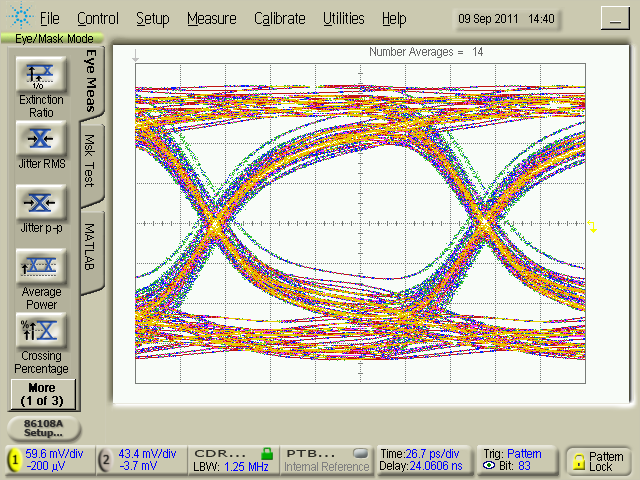 File Control Setup Measure Calibrate Utilities Help 09 Sep 2011 14:40
Eye/Mask Mode
Number Averages = 14
Eye Meas
Msk Test
MATLAB
1/0
Extinction
Ratio
Jitter RMS
Jitter p-p
Average
Power
%
Crossing
Percentage
More
(1 of 3)
86108A
Setup...
1 59.6 mV/div
-200 µV
2 43.4 mV/div
-3.7 mV
CDR...
LBW: 1.25 MHz
PTB...
Internal Reference
Time:26.7 ps/div
Delay:24.0606 ns
Trig: Pattern
Bit: 83
Pattern
Lock